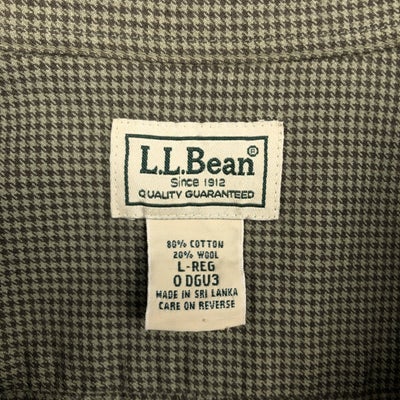 L.L.Bean®
Since 1912
QUALITY GUARANTEED
80% COTTON
20% WOOL
L-REG
0 DGU3
MADE IN SRI LANKA
CARE ON REVERSE